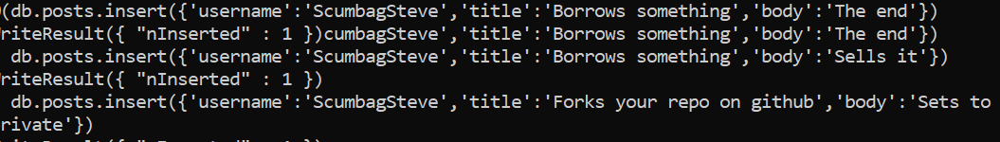 (db.posts.insert({'username':'ScumbagSteve','title':'Borrows something','body':'The end'})
riteResult({ "nInserted" : 1 })cumbagSteve','title':'Borrows something','body':'The end'})
db.posts.insert({'username':'ScumbagSteve','title':'Borrows something','body':'Sells it'})
riteResult({ "nInserted" : 1 })
db.posts.insert({'username':'ScumbagSteve','title':'Forks your repo on github','body':'Sets to
rivate'})